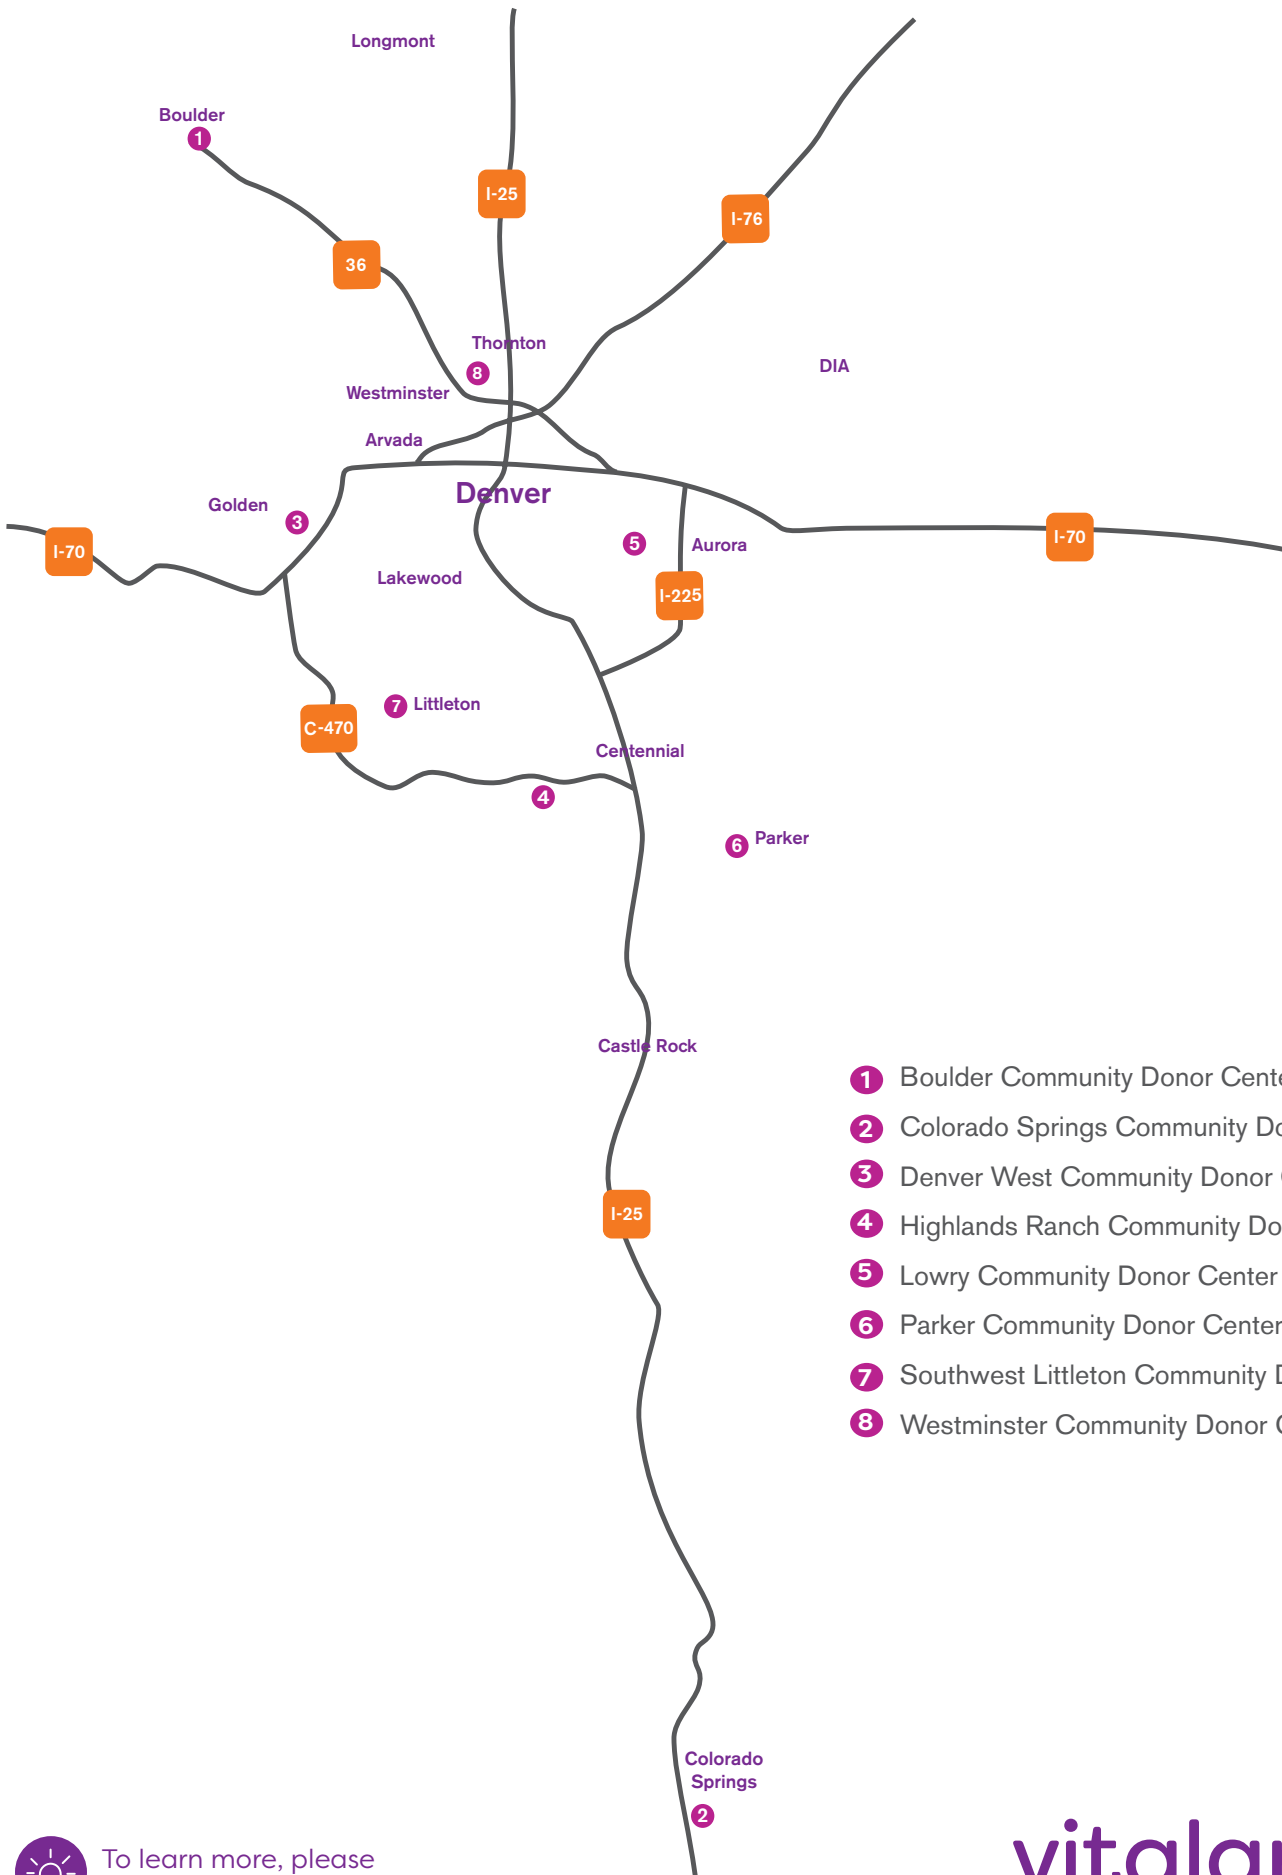 Longmont
Boulder
1
I-25
I-76
36
Thornton
8
DIA
Westminster
Arvada
Denver
Golden
3
I-70
5
Aurora
I-70
Lakewood
I-225
7 Littleton
C-470
Centennial
4
6 Parker
Castle Rock
1 Boulder Community Donor
2 Colorado Springs Community
3 Denver West Community Donor
4 Highlands Ranch Community
5 Lowry Community Donor Center
6 Parker Community Donor Center
7 Southwest Littleton Community
8 Westminster Community Donor
I-25
Colorado
Springs
2
To learn more, please